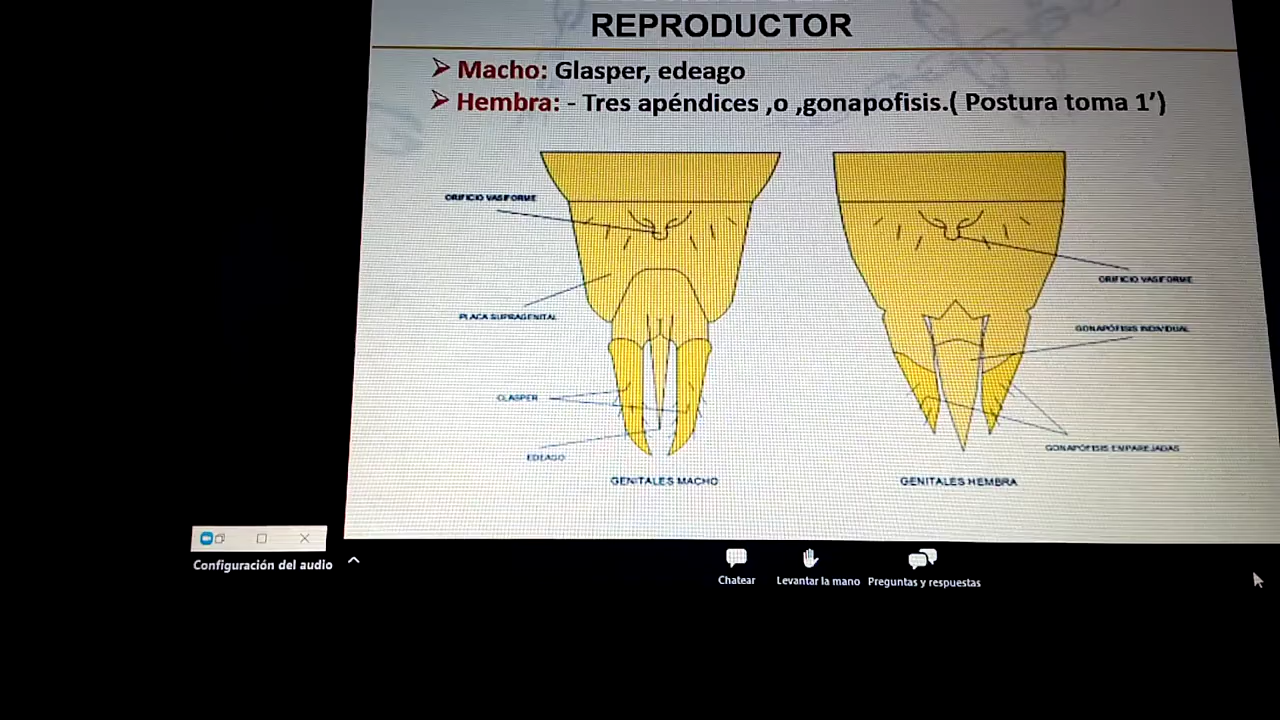 REPRODUCTOR
➢ Macho: Glasper, edeago
➢ Hembra: - Tres apéndices ,o ,gonapofisis.( Postura toma 1’)
ORIFICIO VASIFORME
ORIFICIO VASIFORME
PLACA SUPRAGENITAL
GONAPÓFISIS INDIVIDUAL
CLASPER
GONAPÓFISIS EMPAREJADAS
EDEAGO
GENITALES MACHO
GENITALES HEMBRA
Configuración del audio
Chatear
Levantar la mano
Preguntas y respuestas